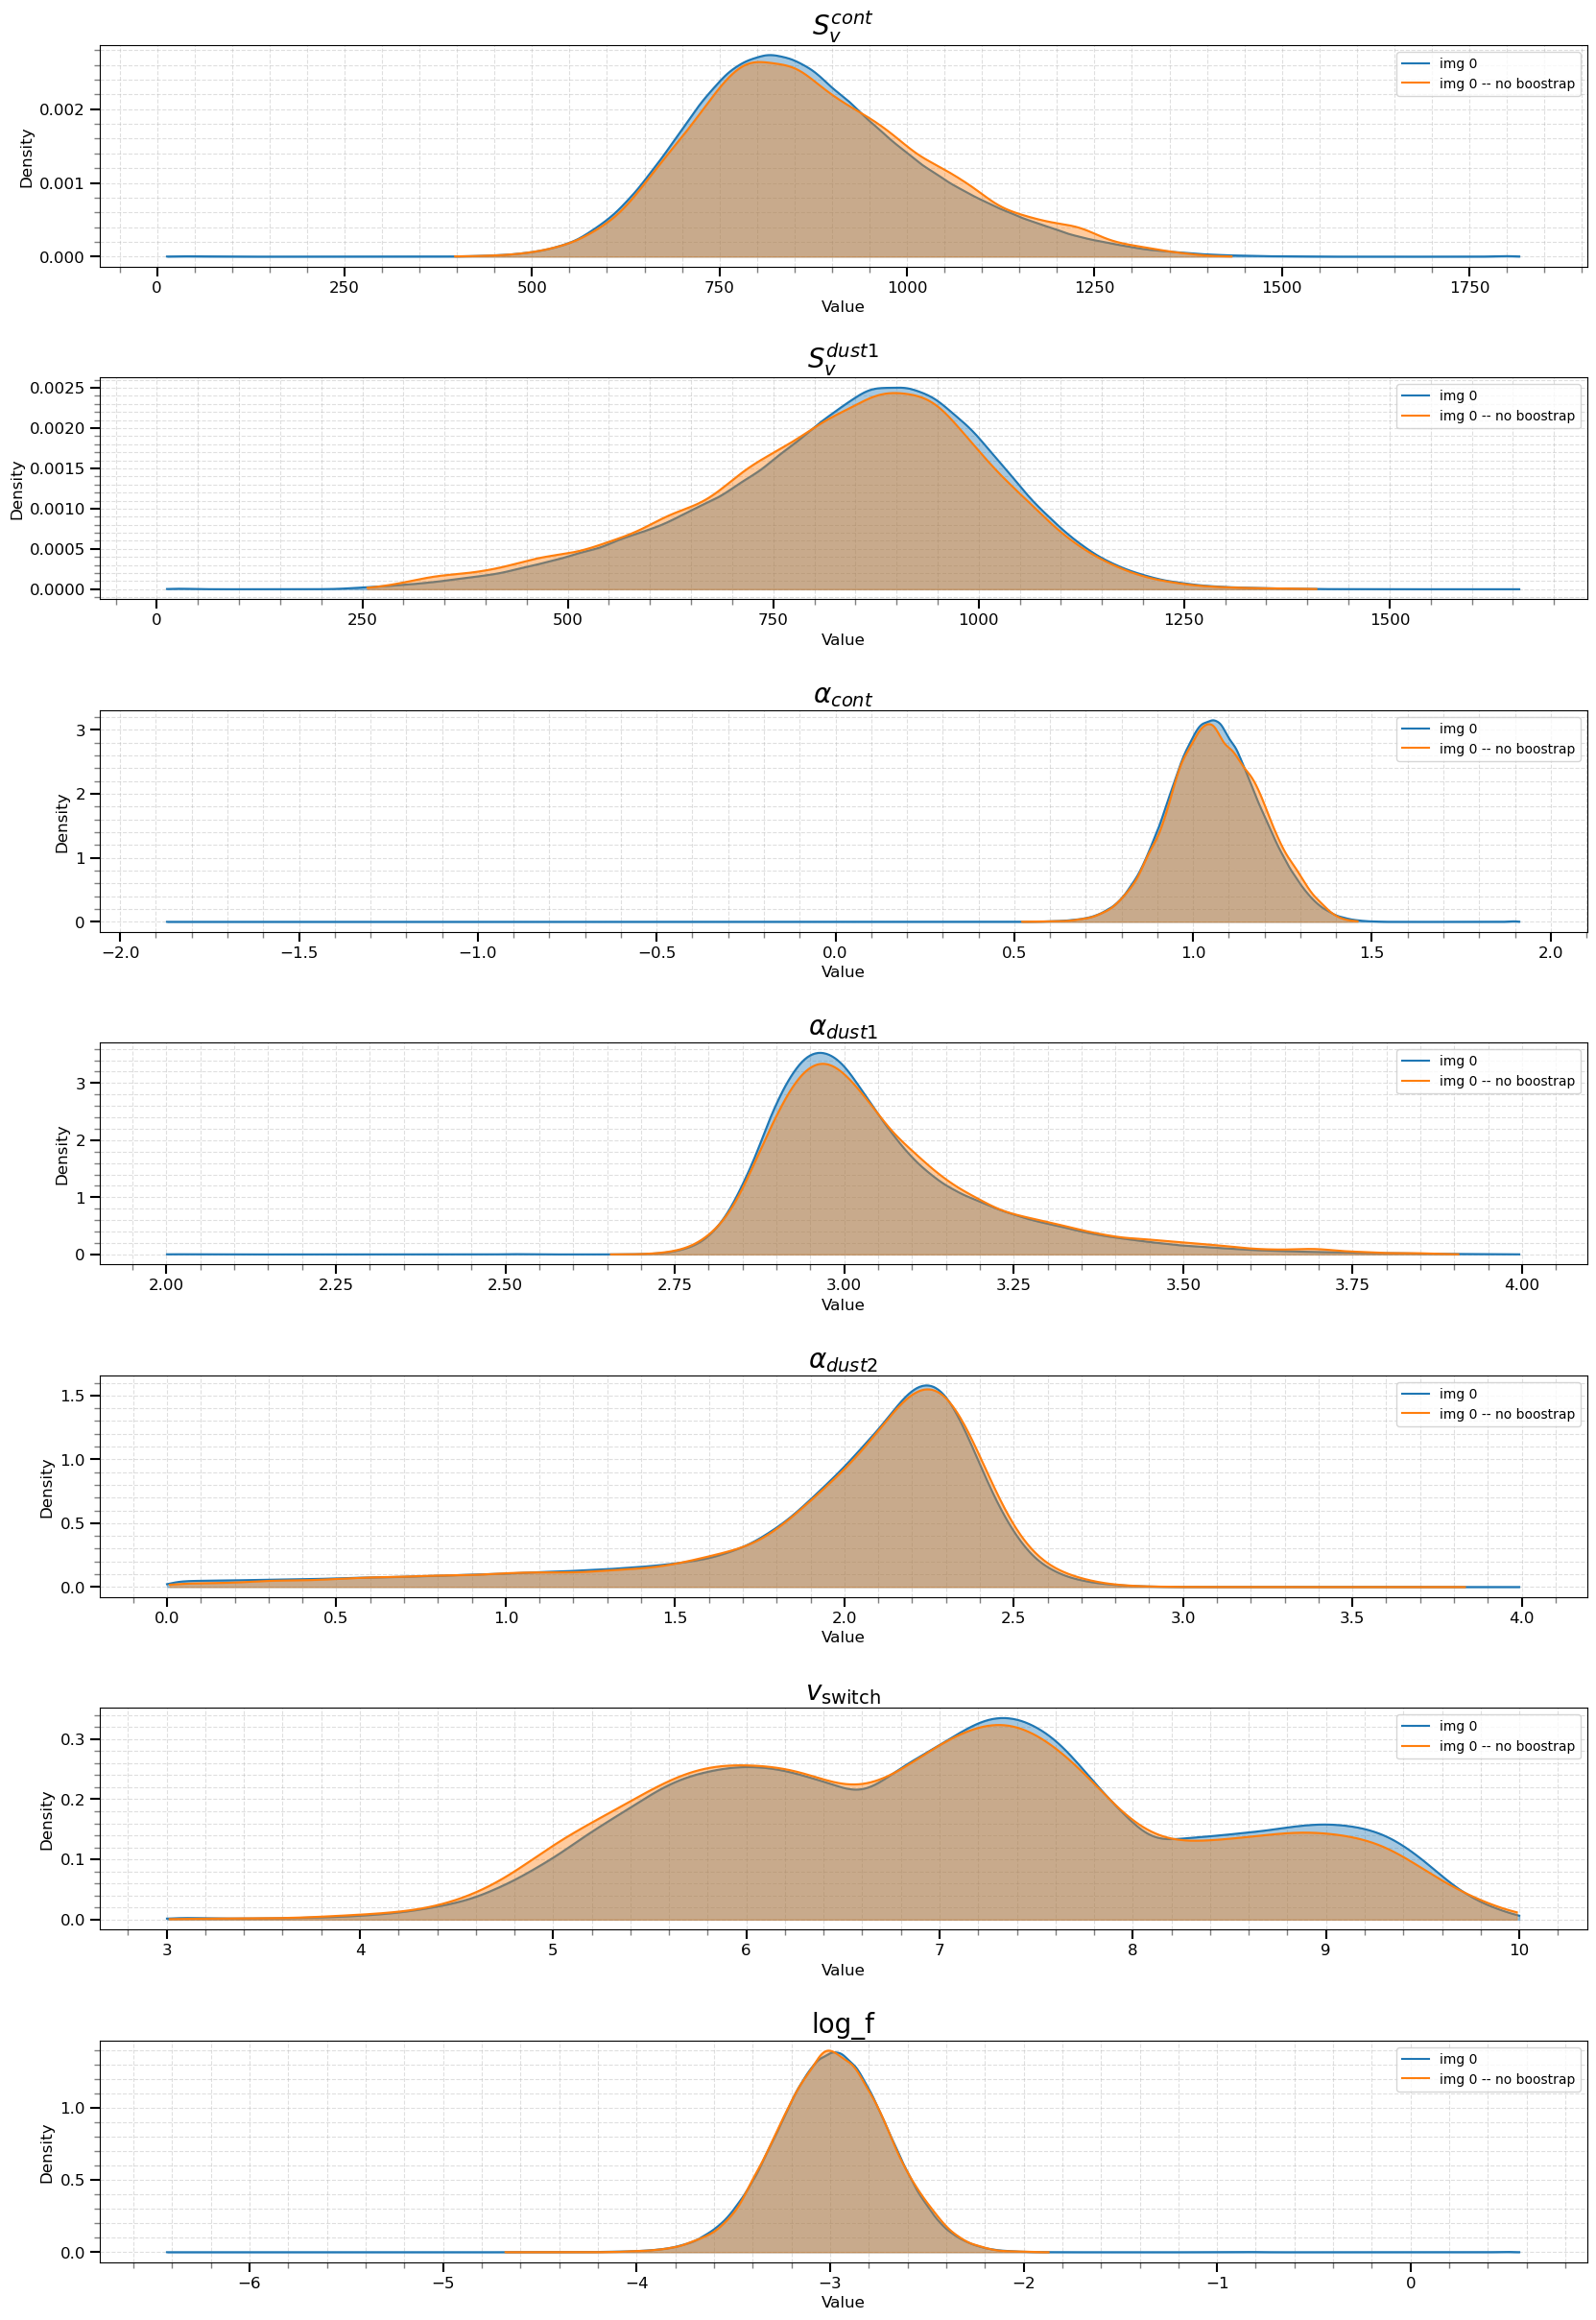 S_v^{cont}
img 0
img 0 -- no boostrap
0.002
0.001
0.000
Density
0 250 500 750 1000 1250 1500 1750
Value
S_v^{dust1}
img 0
img 0 -- no boostrap
0.0025
0.0020
0.0015
0.0010
0.0005
0.0000
Density
0 250 500 750 1000 1250 1500
Value
α_{cont}
img 0
img 0 -- no boostrap
3
2
1
0
Density
−2.0 −1.5 −1.0 −0.5 0.0 0.5 1.0 1.5 2.0
Value
α_{dust1}
img 0
img 0 -- no boostrap
3
2
1
0
Density
2.00 2.25 2.50 2.75 3.00 3.25 3.50 3.75 4.00
Value
α_{dust2}
img 0
img 0 -- no boostrap
1.5
1.0
0.5
0.0
Density
0.0 0.5 1.0 1.5 2.0 2.5 3.0 3.5 4.0
Value
v_{switch}
img 0
img 0 -- no boostrap
0.3
0.2
0.1
0.0
Density
3 4 5 6 7 8 9 10
Value
log_f
img 0
img 0 -- no boostrap
1.0
0.5
0.0
Density
−6 −5 −4 −3 −2 −1 0
Value